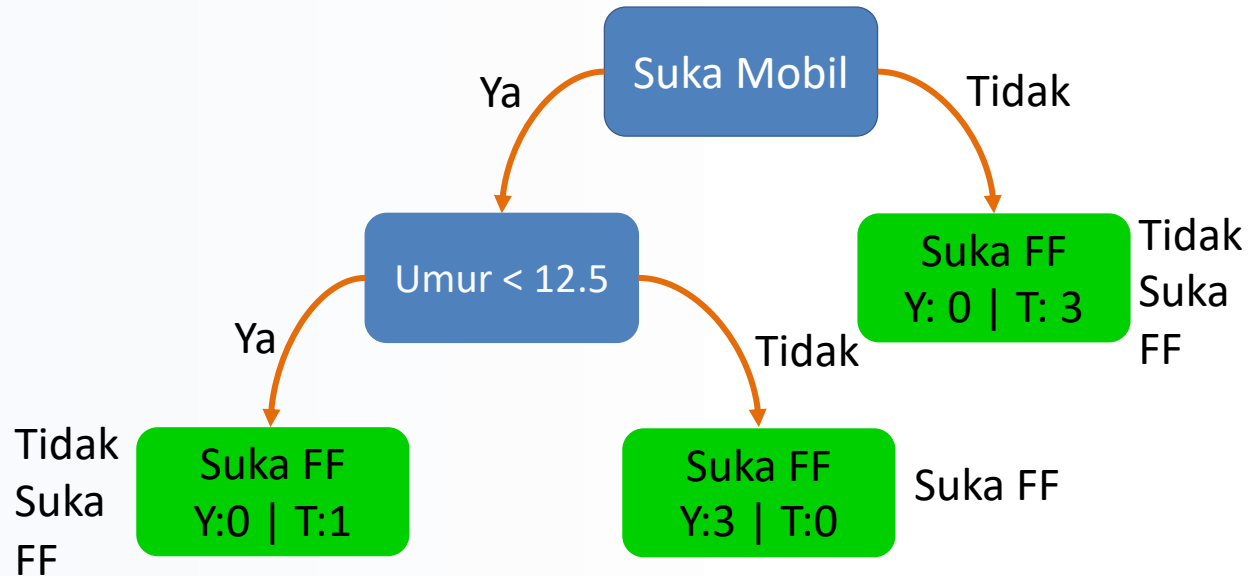 Suka Mobil
Ya
Tidak
Umur < 12.5
Suka FF
Y: 0 | T: 3
Tidak
Suka
FF
Ya
Tidak
Tidak
Suka
FF
Suka FF
Y:0 | T:1
Suka FF
Y:3 | T:0
Suka FF